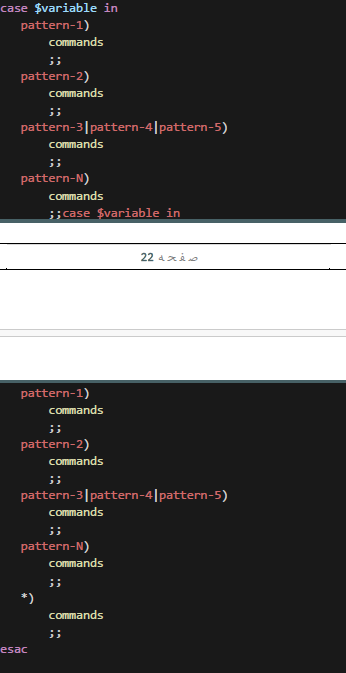 case $variable in
   pattern-1)
       commands
       ;;
   pattern-2)
       commands
       ;;
   pattern-3|pattern-4|pattern-5)
       commands
       ;;
   pattern-N)
       commands
       ;;case $variable in
صفحه 22
   pattern-1)
       commands
       ;;
   pattern-2)
       commands
       ;;
   pattern-3|pattern-4|pattern-5)
       commands
       ;;
   pattern-N)
       commands
       ;;
   *)
       commands
       ;;
esac